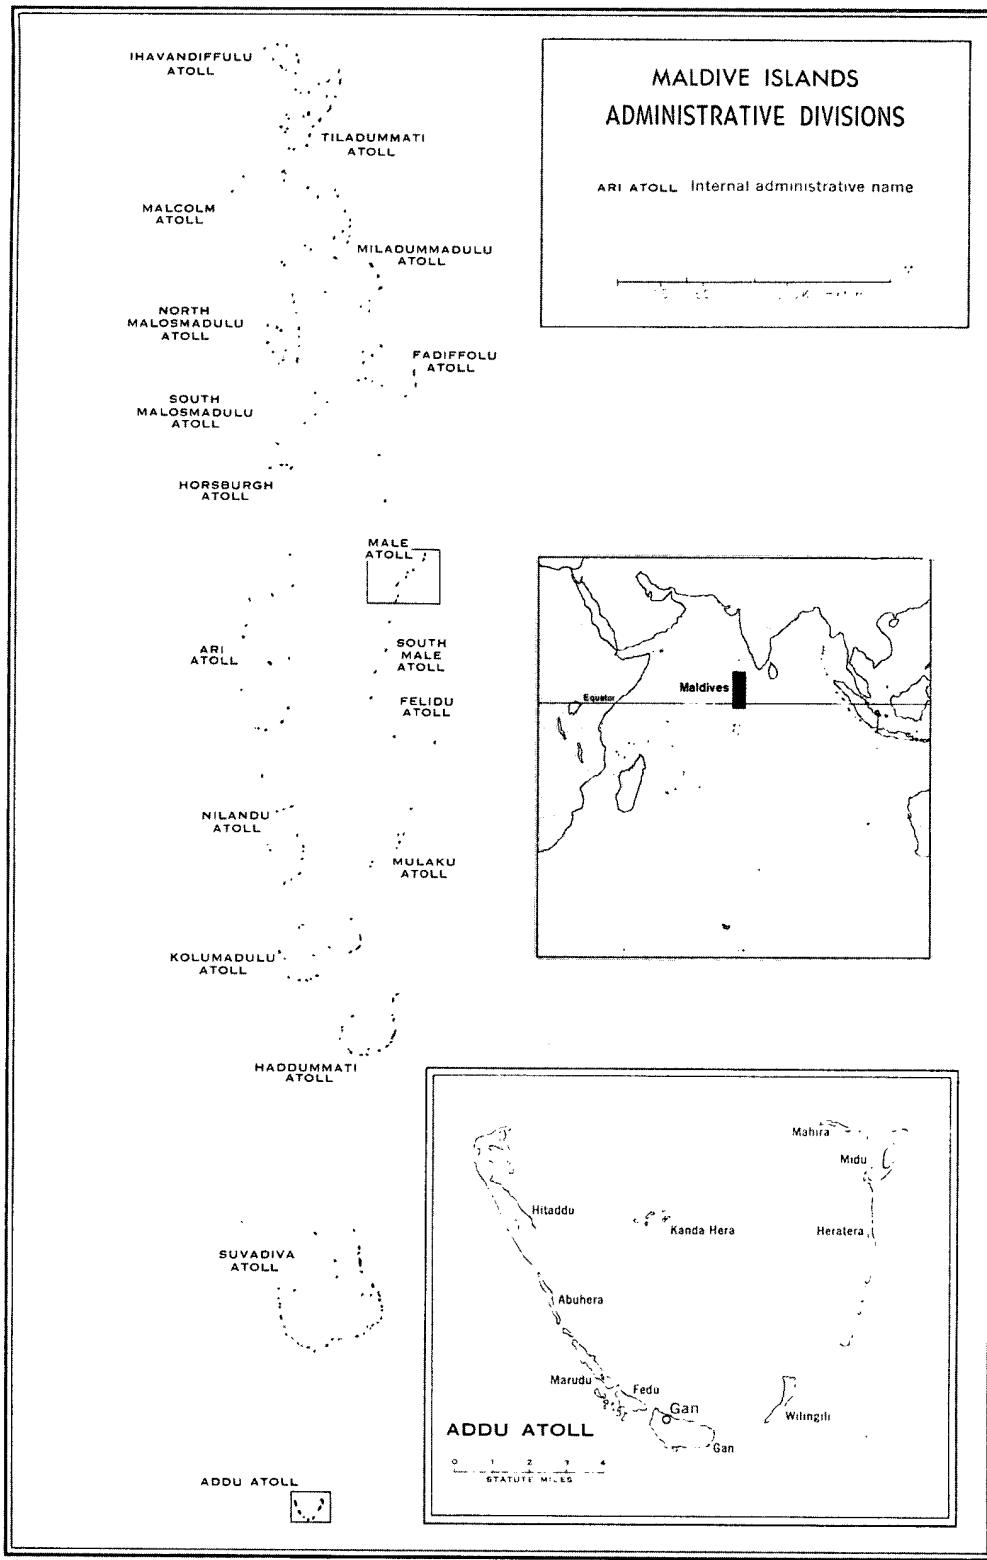 IHAVANDIFFULU
ATOLL
TILADUMMATI
ATOLL
MALCOLM
ATOLL
MILADUMMADULU
ATOLL
NORTH
MALOSMADULU
ATOLL
FADIFFOLU
ATOLL
SOUTH
MALOSMADULU
ATOLL
HORSBURGH
ATOLL
MALE
ATOLL
ARI
ATOLL
SOUTH
MALE
ATOLL
FELIDU
ATOLL
NILANDU
ATOLL
MULAKU
ATOLL
KOLUMADULU
ATOLL
HADDUMMATI
ATOLL
SUVADIVA
ATOLL
ADDU ATOLL
MALDIVE ISLANDS
ADMINISTRATIVE DIVISIONS
ARI ATOLL Internal administrative name
Maldives
Equator
Mahira
Midu
Hitaddu
Kanda Hera
Heratera
Abuhera
Marudu
Fedu
Gan
Wilingili
Gan
ADDU ATOLL
0 1 2 3 4
STATUTE MILES